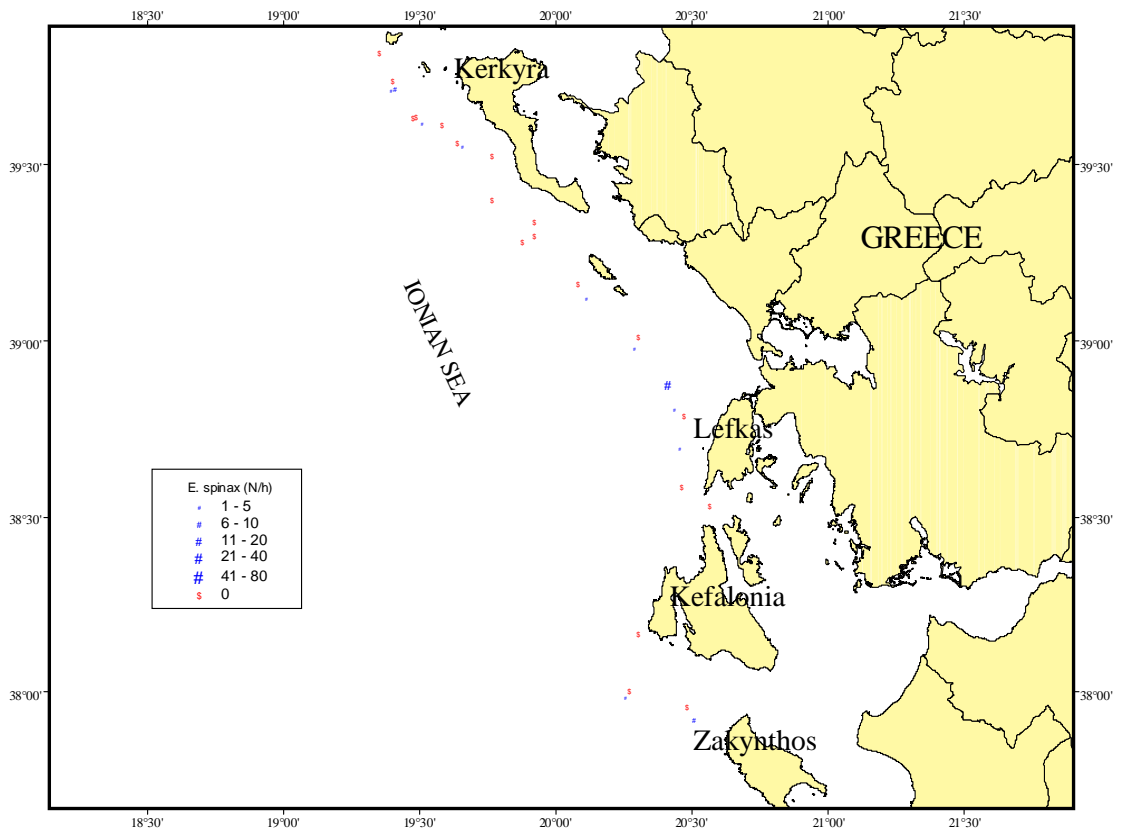 18°30' 19°00' 19°30' 20°00' 20°30' 21°00' 21°30'
Kerkyra
39°30' 39°30'
GREECE
IONIAN SEA
39°00' 39°00'
Lefkas
E. spinax (N/h)
# 1 - 5
# 6 - 10
# 11 - 20
# 21 - 40
# 41 - 80
$ 0
38°30' 38°30'
Kefalonia
38°00' 38°00'
Zakynthos
18°30' 19°00' 19°30' 20°00' 20°30' 21°00' 21°30'